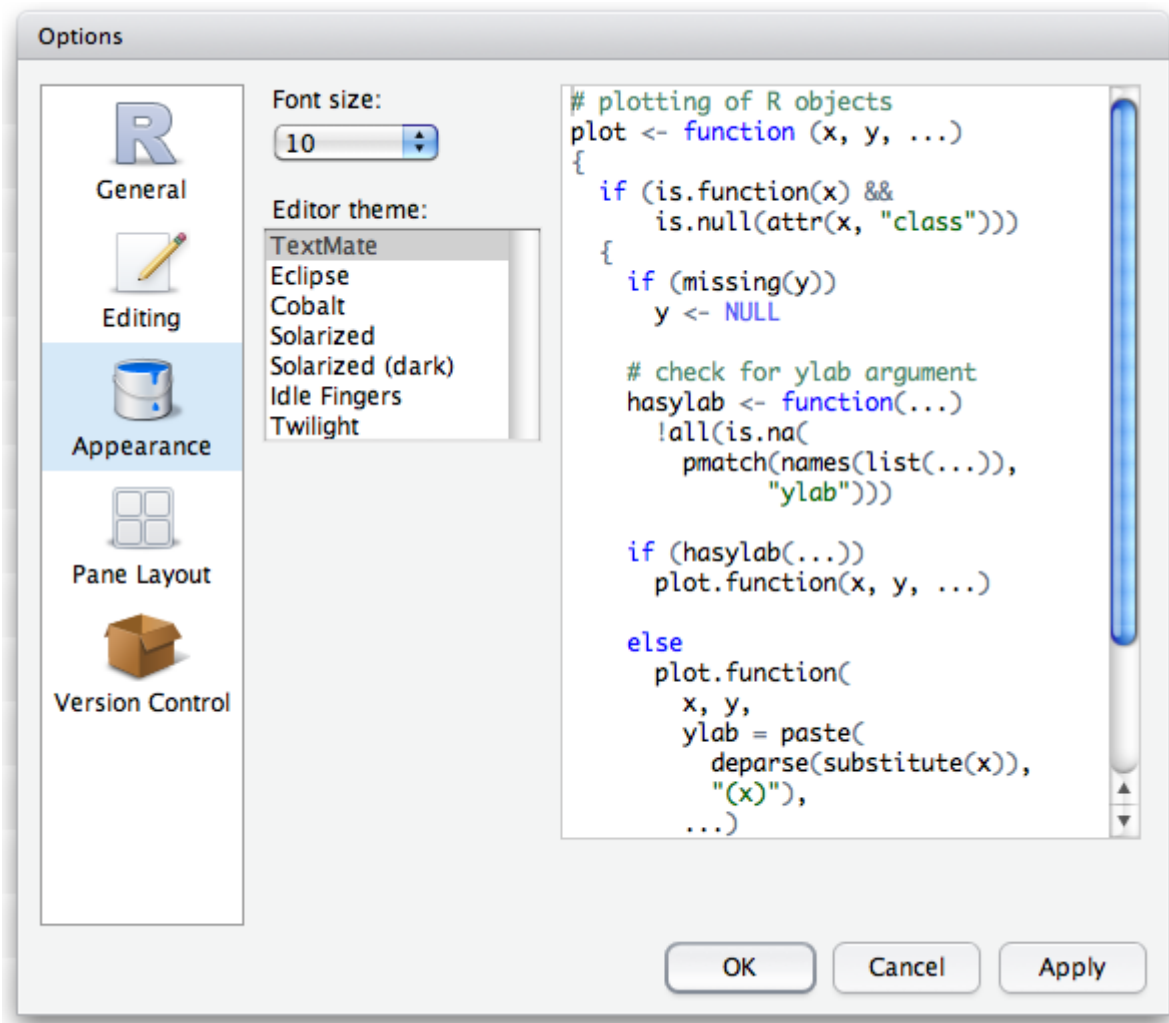 Options
General
Editing
Appearance
Pane Layout
Version Control
Font size:
10
Editor theme:
TextMate
Eclipse
Cobalt
Solarized
Solarized (dark)
Idle Fingers
Twilight
# plotting of R objects
plot <- function (x, y, ...)
{
  if (is.function(x) &&
      is.null(attr(x, "class")))
  {
    if (missing(y))
      y <- NULL

    # check for ylab argument
    hasylab <- function(...)
      !all(is.na(
        pmatch(names(list(...)),
              "ylab")))

    if (hasylab(...))
      plot.function(x, y, ...)

    else
      plot.function(
        x, y,
        ylab = paste(
          deparse(substitute(x)),
          "(x)"),
        ...)
OK
Cancel
Apply